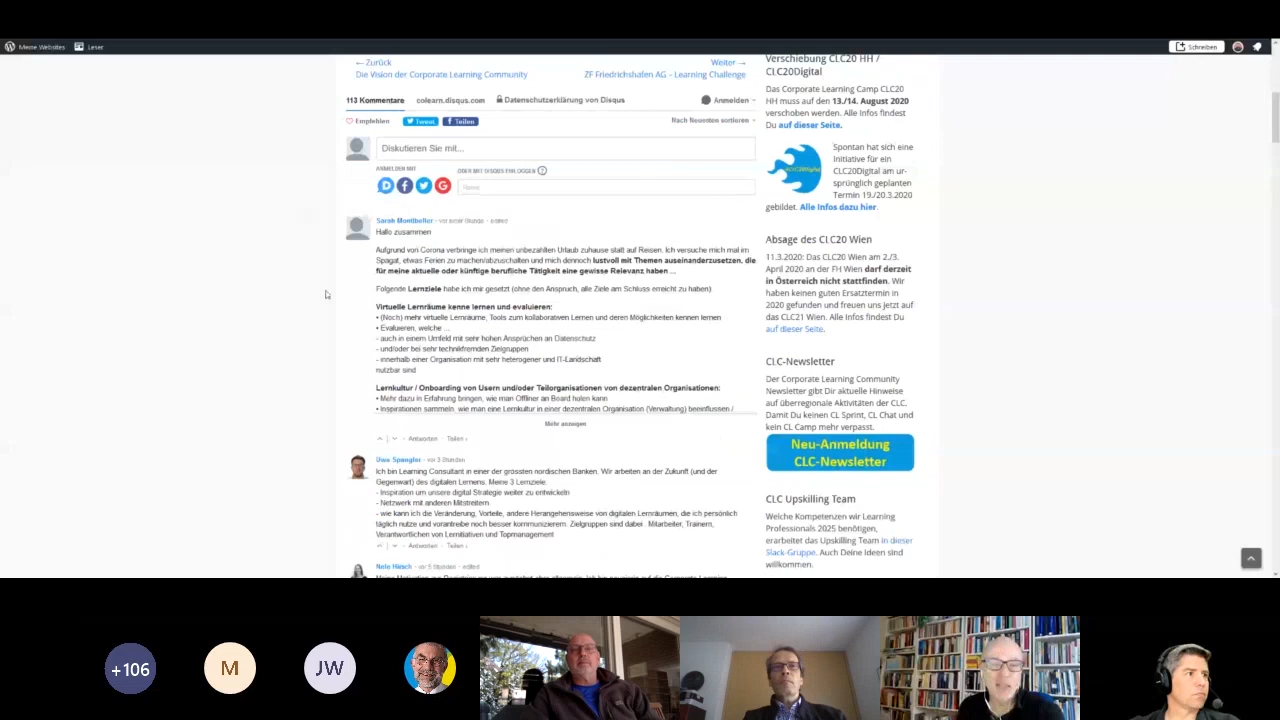 Meine Websites
Leser
Schreiben
← Zurück
Die Vision der Corporate Learning Community
Weiter →
ZF Friedrichshafen AG – Learning Challenge
113 Kommentare
colearn.disqus.com
Datenschutzerklärung von Disqus
Anmelden
Empfehlen
Tweet
Teilen
Nach Neuesten sortieren
Diskutieren Sie mit...
ANMELDEN MIT
ODER MIT DISQUS EINLOGGEN ?
Name
Sarah Montbeller
Hallo zusammen
Aufgrund von Corona verbringe ich meinen unbezahlten Urlaub zuhause statt auf Reisen. Ich versuche mich mal im
Spagat, etwas Ferien zu machen/abzuschalten und mich dennoch lustvoll mit Themen auseinanderzusetzen, die
für meine aktuelle oder künftige berufliche Tätigkeit eine gewisse Relevanz haben ...
Folgende Lernziele habe ich mir gesetzt (ohne den Anspruch, alle Ziele am Schluss erreicht zu haben)
Virtuelle Lernräume kenne lernen und evaluieren:
• (Noch) mehr virtuelle Lernräume, Tools zum kollaborativen Lernen und deren Möglichkeiten kennen lernen
• Evaluieren, welche ...
- auch in einem Umfeld mit sehr hohen Ansprüchen an Datenschutz
- und/oder bei sehr technikfremden Zielgruppen
- innerhalb einer Organisation mit sehr heterogener und IT-Landschaft
nutzbar sind
Lernkultur / Onboarding von Usern und/oder Teilorganisationen von dezentralen Organisationen:
• Mehr dazu in Erfahrung bringen, wie man Offliner an Board holen kann
• Inspirationen sammeln, wie man eine Lernkultur in einer dezentralen Organisation (Verwaltung) beeinflussen /
Mehr anzeigen
Antworten Teilen ›
Uwe Spangler · vor 3 Stunden
Ich bin Learning Consultant in einer der grössten nordischen Banken. Wir arbeiten an der Zukunft (und der
Gegenwart) des digitalen Lernens. Meine 3 Lernziele:
- Inspiration um unsere digital Strategie weiter zu entwickeln
- Netzwerk mit anderen Mitstreitern
- wie kann ich die Veränderung, Vorteile, andere Herangehensweisen von digitalen Lernräumen, die ich persönlich
täglich nutze und vorantreibe noch besser kommunizierem. Zielgruppen sind dabei: Mitarbeiter, Trainern,
Verantwortlichen von Lerntiativen und Topmanagement
Antworten Teilen ›
Nele Hirsch · vor 5 Stunden · edited
Verschiebung CLC20 HH /
CLC20Digital
Das Corporate Learning Camp CLC20
HH muss auf den 13./14. August 2020
verschoben werden. Alle Infos findest
Du auf dieser Seite.
CLC20Digital
Spontan hat sich eine
Initiative für ein
CLC20Digital am ur-
sprünglich geplanten
Termin 19./20.3.2020
gebildet. Alle Infos dazu hier.
Absage des CLC20 Wien
11.3.2020: Das CLC20 Wien am 2./3.
April 2020 an der FH Wien darf derzeit
in Österreich nicht stattfinden. Wir
haben keinen guten Ersatztermin in
2020 gefunden und freuen uns jetzt auf
das CLC21 Wien. Alle Infos findest Du
auf dieser Seite.
CLC-Newsletter
Der Corporate Learning Community
Newsletter gibt Dir aktuelle Hinweise
auf überregionale Aktivitäten der CLC.
Damit Du keinen CL Sprint, CL Chat und
kein CL Camp mehr verpasst.
Neu-Anmeldung
CLC-Newsletter
CLC Upskilling Team
Welche Kompetenzen wir Learning
Professionals 2025 benötigen,
erarbeitet das Upskilling Team in dieser
Slack-Gruppe. Auch Deine Ideen sind
willkommen.
+106
M
JW